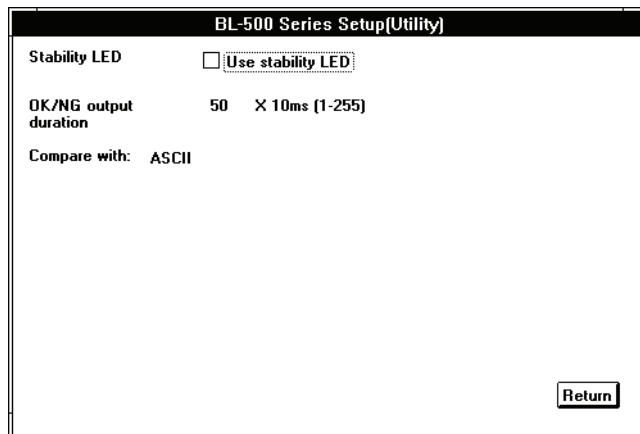 BL-500 Series Setup(Utility)
Stability LED Use stability LED
OK/NG output duration 50 X 10ms (1-255)
Compare with: ASCII
Return